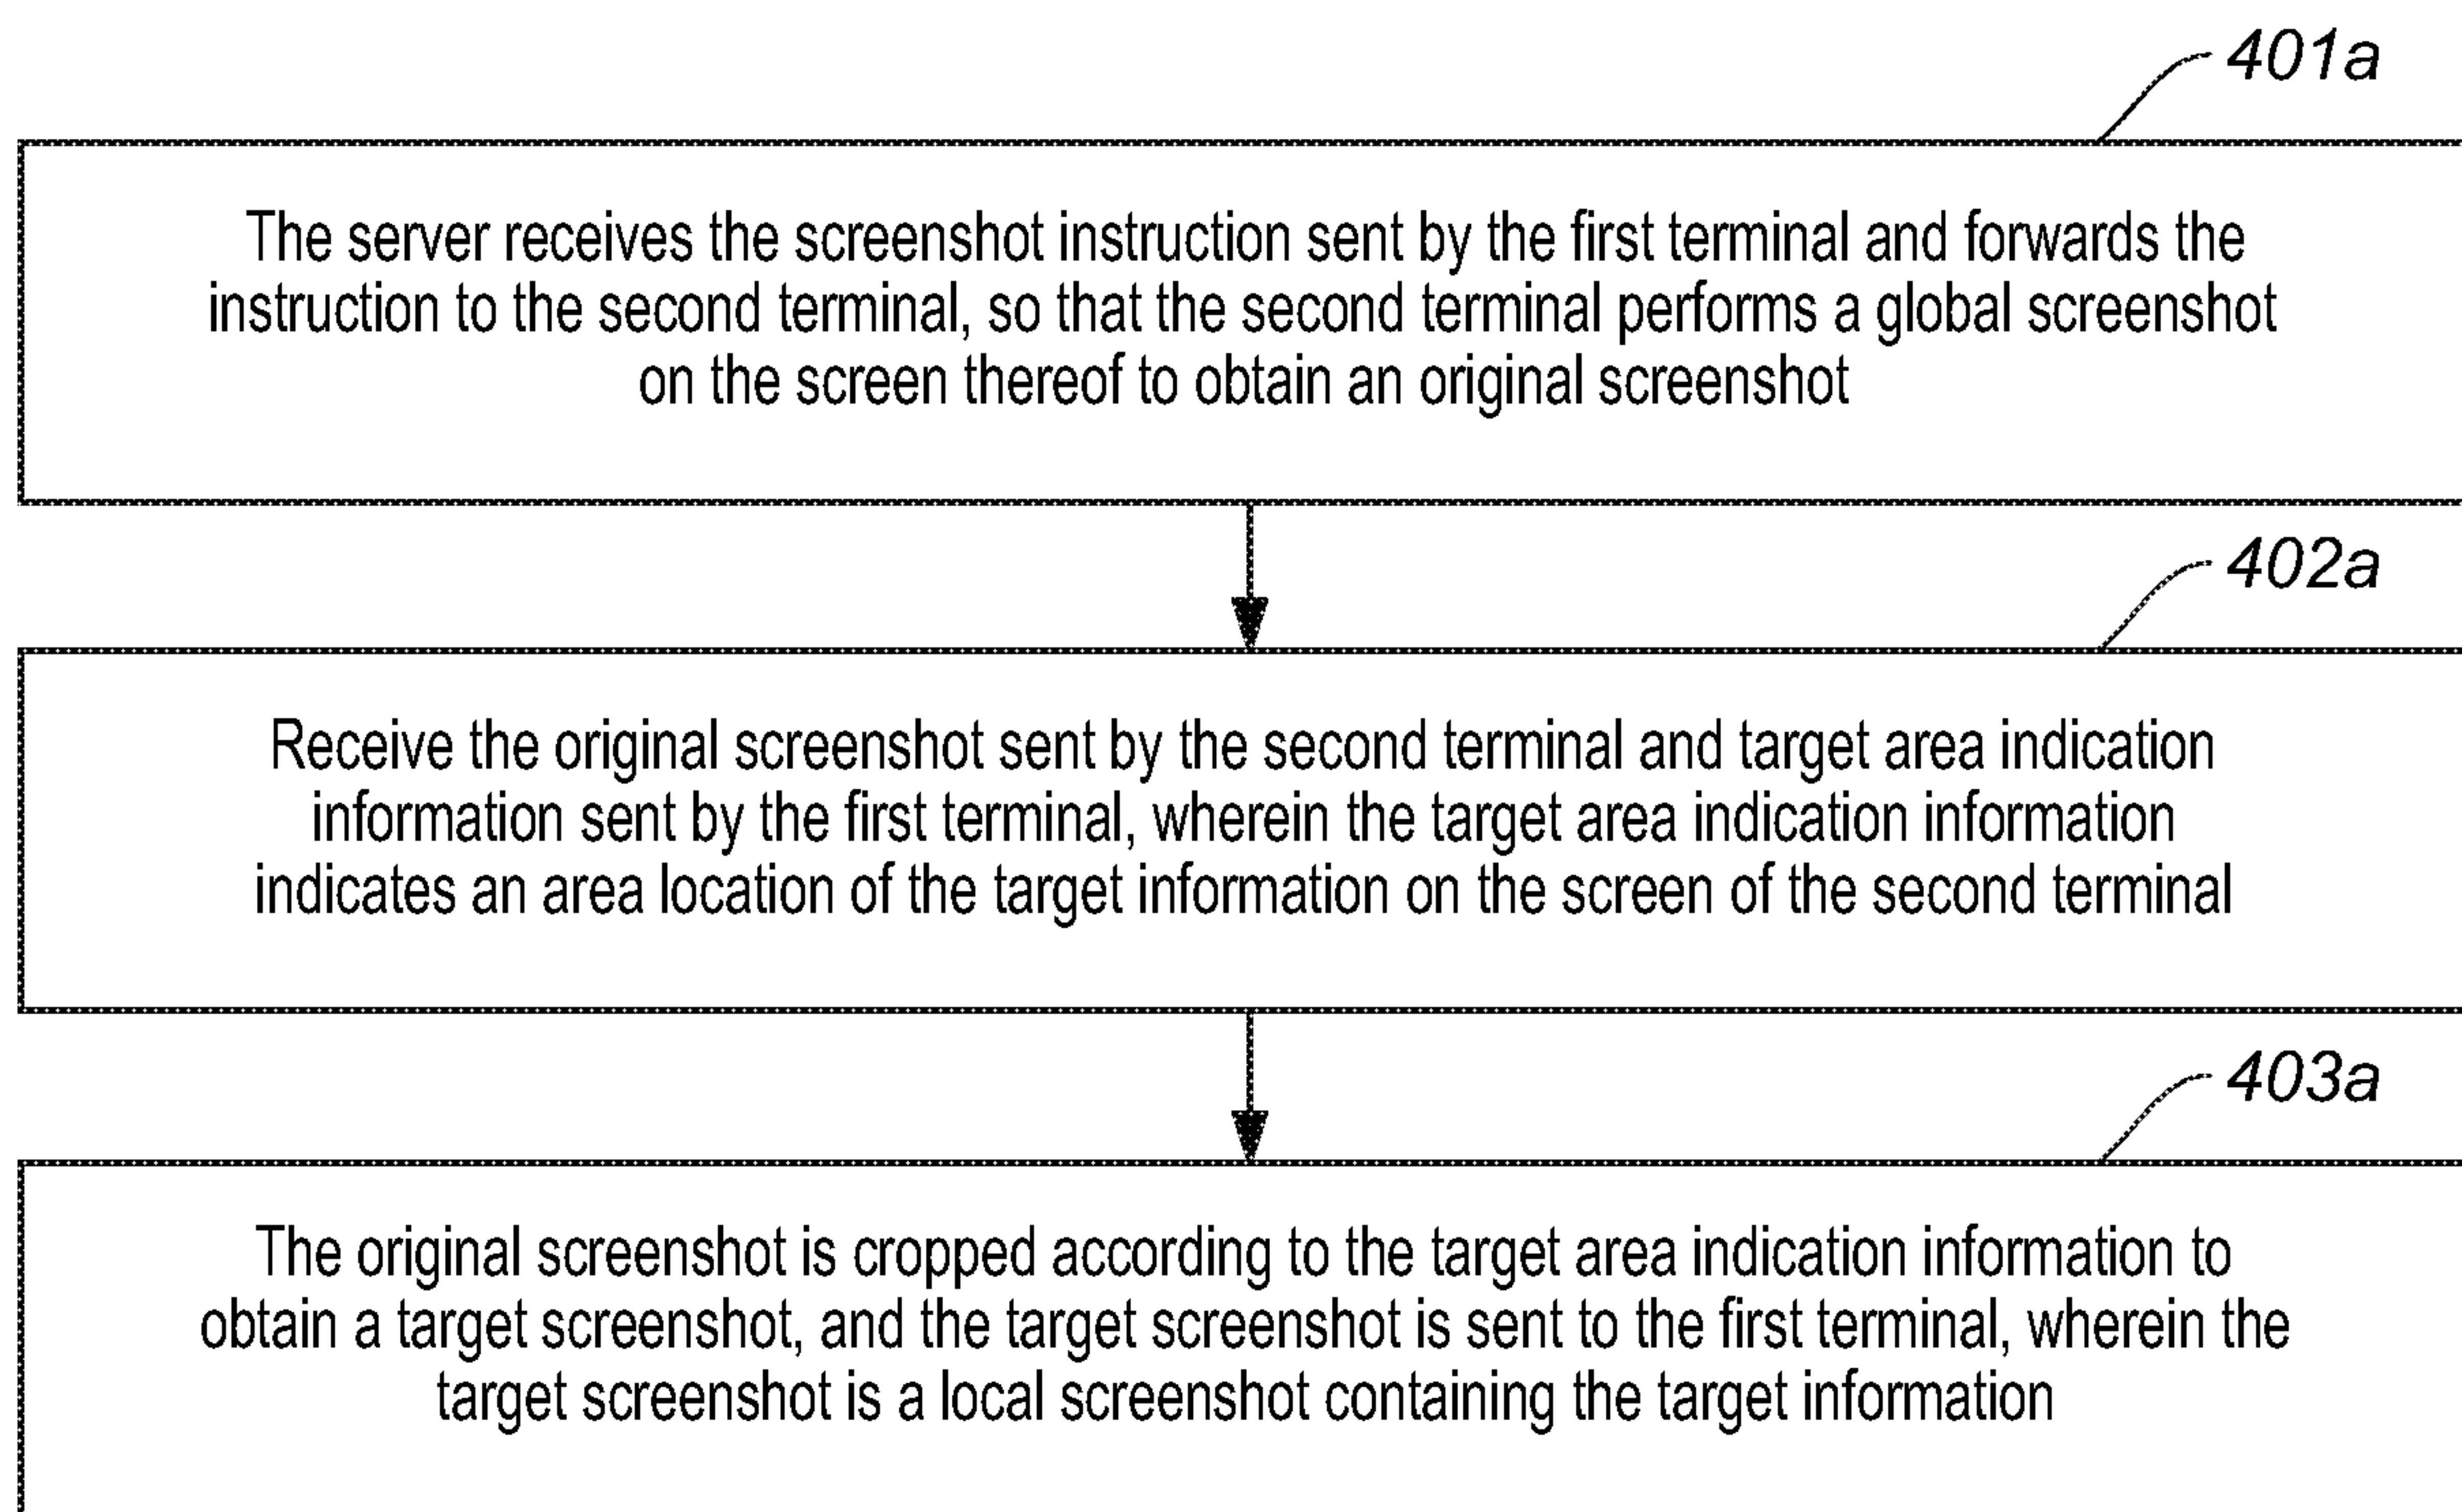 401a
The server receives the screenshot instruction sent by the first terminal and forwards the
instruction to the second terminal, so that the second terminal performs a global screenshot
on the screen thereof to obtain an original screenshot
402a
Receive the original screenshot sent by the second terminal and target area indication
information sent by the first terminal, wherein the target area indication information
indicates an area location of the target information on the screen of the second terminal
403a
The original screenshot is cropped according to the target area indication information to
obtain a target screenshot, and the target screenshot is sent to the first terminal, wherein the
target screenshot is a local screenshot containing the target information